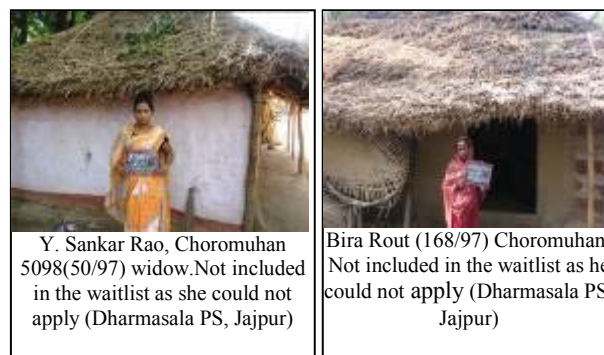 Y. Sankar Rao, Choromuhan
5098(50/97) widow.Not included
in the waitlist as she could not
apply (Dharmasala PS, Jajpur)
Bira Rout (168/97) Choromuhan
Not included in the waitlist as he
could not apply (Dharmasala PS
Jajpur)